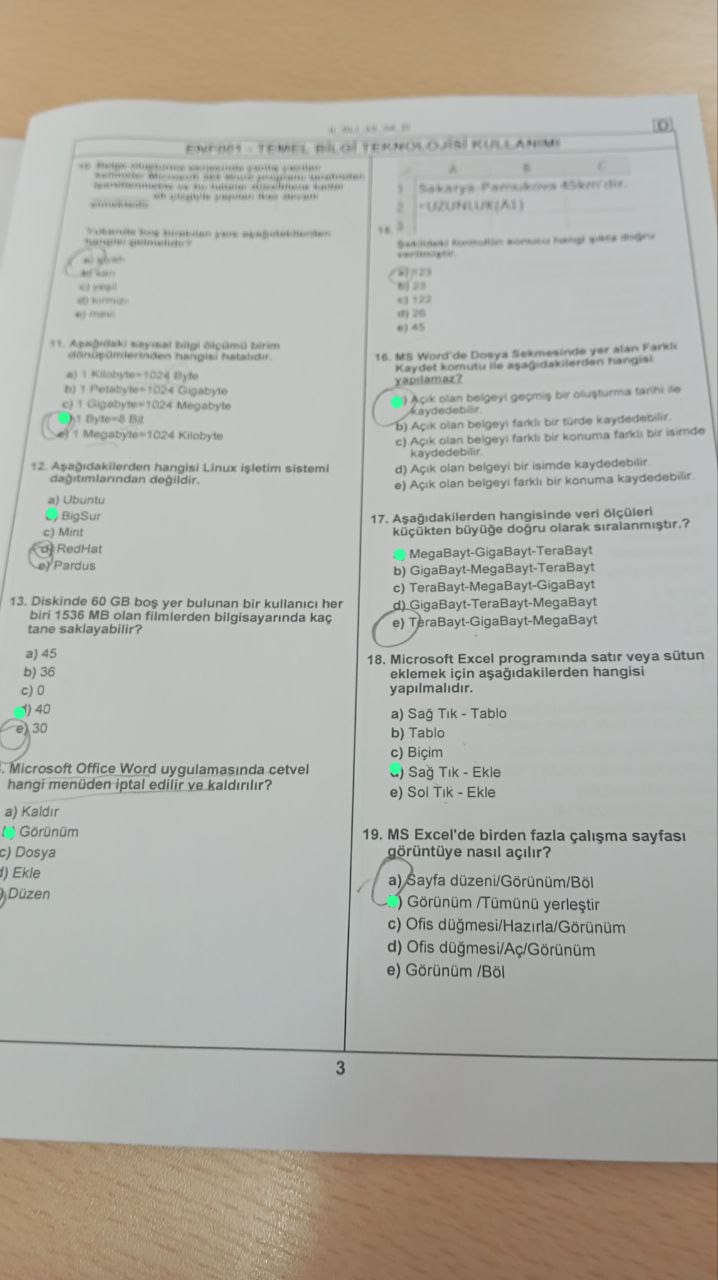 D
ENF001 - TEMEL BİLGİ TEKNOLOJİSİ KULLANIMI
Yukarıda boş bırakılan yere aşağıdakilerden
hangisi gelmelidir?
a) siyah
b) sarı
c) yeşil
d) kırmızı
e) mavi
11. Aşağıdaki sayısal bilgi ölçümü birim
dönüşümlerinden hangisi hatalıdır.
a) 1 Kilobyte=1024 Byte
b) 1 Petabyte=1024 Gigabyte
c) 1 Gigabyte=1024 Megabyte
1 Byte=8 Bit
e) 1 Megabyte=1024 Kilobyte
12. Aşağıdakilerden hangisi Linux işletim sistemi
dağıtımlarından değildir.
a) Ubuntu
BigSur
c) Mint
d) RedHat
e) Pardus
13. Diskinde 60 GB boş yer bulunan bir kullanıcı her
biri 1536 MB olan filmlerden bilgisayarında kaç
tane saklayabilir?
a) 45
b) 36
c) 0
d) 40
e) 30
. Microsoft Office Word uygulamasında cetvel
hangi menüden iptal edilir ve kaldırılır?
a) Kaldır
Görünüm
c) Dosya
d) Ekle
Düzen
A B C
1 Sakarya Pamukova 45km'dir.
2 =UZUNLUK(A1)
3
Şekildeki formülün sonucu hangi şıkta doğru
verilmiştir.
a) 123
b) 23
c) 122
d) 26
e) 45
16. MS Word'de Dosya Sekmesinde yer alan Farklı
Kaydet komutu ile aşağıdakilerden hangisi
yapılamaz?
) Açık olan belgeyi geçmiş bir oluşturma tarihi ile
kaydedebilir.
b) Açık olan belgeyi farklı bir türde kaydedebilir.
c) Açık olan belgeyi farklı bir konuma farklı bir isimde
kaydedebilir.
d) Açık olan belgeyi bir isimde kaydedebilir.
e) Açık olan belgeyi farklı bir konuma kaydedebilir.
17. Aşağıdakilerden hangisinde veri ölçüleri
küçükten büyüğe doğru olarak sıralanmıştır.?
MegaBayt-GigaBayt-TeraBayt
b) GigaBayt-MegaBayt-TeraBayt
c) TeraBayt-MegaBayt-GigaBayt
d) GigaBayt-TeraBayt-MegaBayt
e) TeraBayt-GigaBayt-MegaBayt
18. Microsoft Excel programında satır veya sütun
eklemek için aşağıdakilerden hangisi
yapılmalıdır.
a) Sağ Tık - Tablo
b) Tablo
c) Biçim
) Sağ Tık - Ekle
e) Sol Tık - Ekle
19. MS Excel'de birden fazla çalışma sayfası
görüntüye nasıl açılır?
a) Sayfa düzeni/Görünüm/Böl
) Görünüm /Tümünü yerleştir
c) Ofis düğmesi/Hazırla/Görünüm
d) Ofis düğmesi/Aç/Görünüm
e) Görünüm /Böl
3